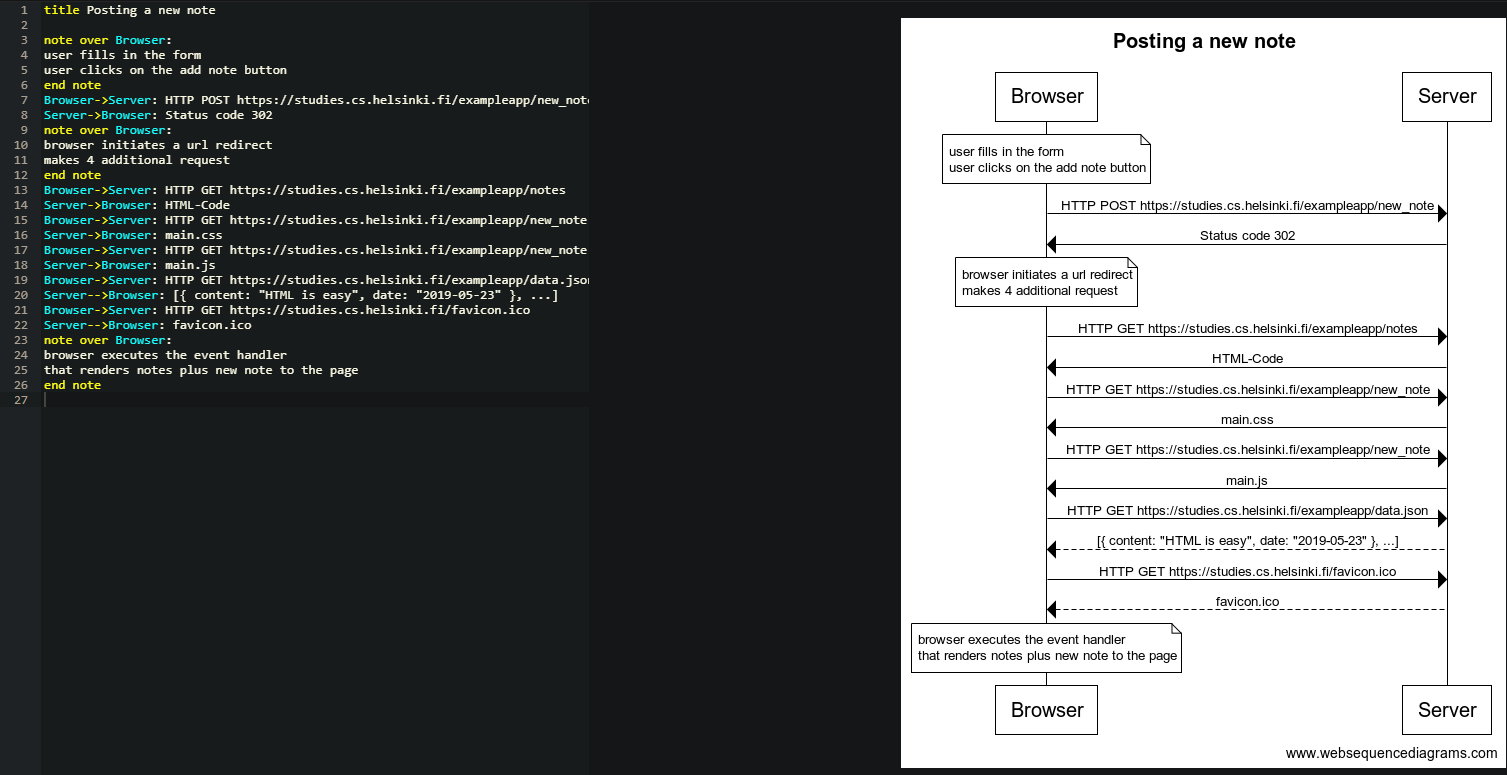 1 title Posting a new note
2
3 note over Browser:
4 user fills in the form
5 user clicks on the add note button
6 end note
7 Browser->Server: HTTP POST https://studies.cs.helsinki.fi/exampleapp/new_note
8 Server->Browser: Status code 302
9 note over Browser:
10 browser initiates a url redirect
11 makes 4 additional request
12 end note
13 Browser->Server: HTTP GET https://studies.cs.helsinki.fi/exampleapp/notes
14 Server->Browser: HTML-Code
15 Browser->Server: HTTP GET https://studies.cs.helsinki.fi/exampleapp/new_note
16 Server->Browser: main.css
17 Browser->Server: HTTP GET https://studies.cs.helsinki.fi/exampleapp/new_note
18 Server->Browser: main.js
19 Browser->Server: HTTP GET https://studies.cs.helsinki.fi/exampleapp/data.json
20 Server-->Browser: [{ content: "HTML is easy", date: "2019-05-23" }, ...]
21 Browser->Server: HTTP GET https://studies.cs.helsinki.fi/favicon.ico
22 Server-->Browser: favicon.ico
23 note over Browser:
24 browser executes the event handler
25 that renders notes plus new note to the page
26 end note
27
Posting a new note
Browser Server
user fills in the form
user clicks on the add note button
HTTP POST https://studies.cs.helsinki.fi/exampleapp/new_note
Status code 302
browser initiates a url redirect
makes 4 additional request
HTTP GET https://studies.cs.helsinki.fi/exampleapp/notes
HTML-Code
HTTP GET https://studies.cs.helsinki.fi/exampleapp/new_note
main.css
HTTP GET https://studies.cs.helsinki.fi/exampleapp/new_note
main.js
HTTP GET https://studies.cs.helsinki.fi/exampleapp/data.json
[{ content: "HTML is easy", date: "2019-05-23" }, ...]
HTTP GET https://studies.cs.helsinki.fi/favicon.ico
favicon.ico
browser executes the event handler
that renders notes plus new note to the page
Browser Server
www.websequencediagrams.com